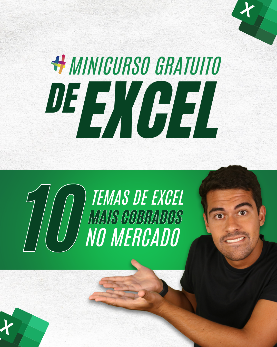 MINICURSO GRATUITO
DE EXCEL
10
TEMAS DE EXCEL
MAIS COBRADOS
NO MERCADO
X
X